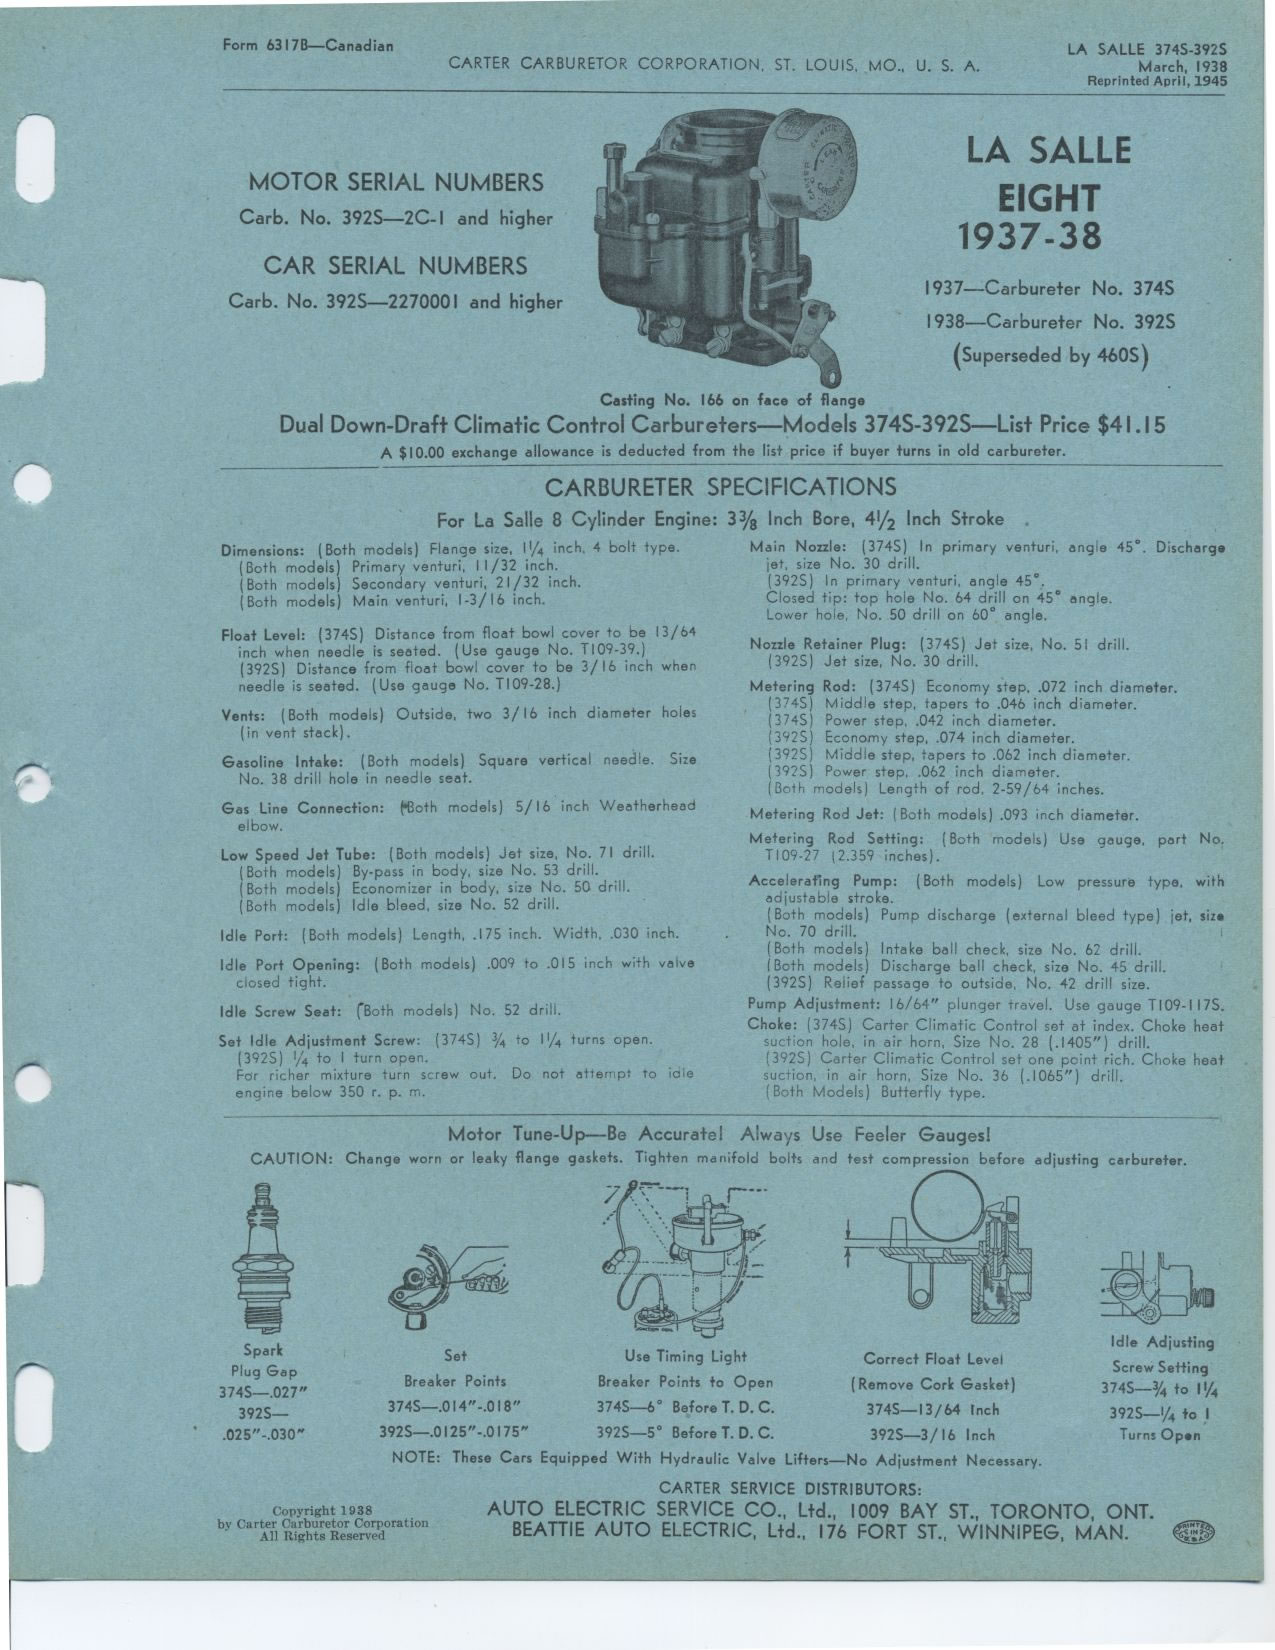 Form 6317B—Canadian
CARTER CARBURETOR CORPORATION, ST. LOUIS, MO., U. S. A.
LA SALLE 374S-392S
March, 1938
Reprinted April, 1945
MOTOR SERIAL NUMBERS
Carb. No. 392S—2C-1 and higher
CAR SERIAL NUMBERS
Carb. No. 392S—2270001 and higher
LA SALLE
EIGHT
1937-38
1937—Carbureter No. 374S
1938—Carbureter No. 392S
(Superseded by 460S)
Casting No. 166 on face of flange
Dual Down-Draft Climatic Control Carbureters—Models 374S-392S—List Price $41.15
A $10.00 exchange allowance is deducted from the list price if buyer turns in old carbureter.
CARBURETER SPECIFICATIONS
For La Salle 8 Cylinder Engine: 3⅜ Inch Bore, 4½ Inch Stroke
Dimensions: (Both models) Flange size, 1¼ inch, 4 bolt type.
(Both models) Primary venturi, 11/32 inch.
(Both models) Secondary venturi, 21/32 inch.
(Both models) Main venturi, 1-3/16 inch.
Float Level: (374S) Distance from float bowl cover to be 13/64
inch when needle is seated. (Use gauge No. T109-39.)
(392S) Distance from float bowl cover to be 3/16 inch when
needle is seated. (Use gauge No. T109-28.)
Vents: (Both models) Outside, two 3/16 inch diameter holes
(in vent stack).
Gasoline Intake: (Both models) Square vertical needle. Size
No. 38 drill hole in needle seat.
Gas Line Connection: (Both models) 5/16 inch Weatherhead
elbow.
Low Speed Jet Tube: (Both models) Jet size, No. 71 drill.
(Both models) By-pass in body, size No. 53 drill.
(Both models) Economizer in body, size No. 50 drill.
(Both models) Idle bleed, size No. 52 drill.
Idle Port: (Both models) Length, .175 inch. Width, .030 inch.
Idle Port Opening: (Both models) .009 to .015 inch with valve
closed tight.
Idle Screw Seat: (Both models) No. 52 drill.
Set Idle Adjustment Screw: (374S) ¾ to 1¼ turns open.
(392S) ¼ to 1 turn open.
For richer mixture turn screw out. Do not attempt to idle
engine below 350 r. p. m.
Main Nozzle: (374S) In primary venturi, angle 45°. Discharge
jet, size No. 30 drill.
(392S) In primary venturi, angle 45°.
Closed tip: top hole No. 64 drill on 45° angle.
Lower hole, No. 50 drill on 60° angle.
Nozzle Retainer Plug: (374S) Jet size, No. 51 drill.
(392S) Jet size, No. 30 drill.
Metering Rod: (374S) Economy step, .072 inch diameter.
(374S) Middle step, tapers to .046 inch diameter.
(374S) Power step, .042 inch diameter.
(392S) Economy step, .074 inch diameter.
(392S) Middle step, tapers to .062 inch diameter.
(392S) Power step, .062 inch diameter.
(Both models) Length of rod, 2-59/64 inches.
Metering Rod Jet: (Both models) .093 inch diameter.
Metering Rod Setting: (Both models) Use gauge, part No.
T109-27 (2.359 inches).
Accelerating Pump: (Both models) Low pressure type, with
adjustable stroke.
(Both models) Pump discharge (external bleed type) jet, size
No. 70 drill.
(Both models) Intake ball check, size No. 62 drill.
(Both models) Discharge ball check, size No. 45 drill.
(392S) Relief passage to outside, No. 42 drill size.
Pump Adjustment: 16/64" plunger travel. Use gauge T109-117S.
Choke: (374S) Carter Climatic Control set at index. Choke heat
suction hole, in air horn, Size No. 28 (.1405") drill.
(392S) Carter Climatic Control set one point rich. Choke heat
suction, in air horn, Size No. 36 (.1065") drill.
(Both Models) Butterfly type.
Motor Tune-Up—Be Accurate! Always Use Feeler Gauges!
CAUTION: Change worn or leaky flange gaskets. Tighten manifold bolts and test compression before adjusting carbureter.
Spark
Plug Gap
374S—.027"
392S—
.025"-.030"
Set
Breaker Points
374S—.014"-.018"
392S—.0125"-.0175"
Use Timing Light
Breaker Points to Open
374S—6° Before T. D. C.
392S—5° Before T. D. C.
Correct Float Level
(Remove Cork Gasket)
374S—13/64 Inch
392S—3/16 Inch
Idle Adjusting
Screw Setting
374S—¾ to 1¼
392S—¼ to 1
Turns Open
NOTE: These Cars Equipped With Hydraulic Valve Lifters—No Adjustment Necessary.
Copyright 1938
by Carter Carburetor Corporation
All Rights Reserved
CARTER SERVICE DISTRIBUTORS:
AUTO ELECTRIC SERVICE CO., Ltd., 1009 BAY ST., TORONTO, ONT.
BEATTIE AUTO ELECTRIC, Ltd., 176 FORT ST., WINNIPEG, MAN.
PRINTED
IN
U.S.A.